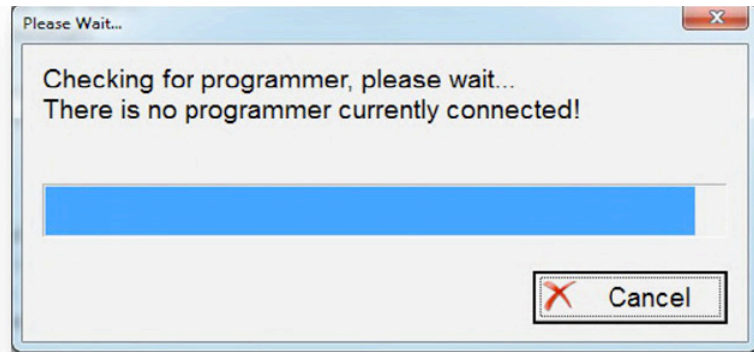 Please Wait...
Checking for programmer, please wait...
There is no programmer currently connected!
Cancel